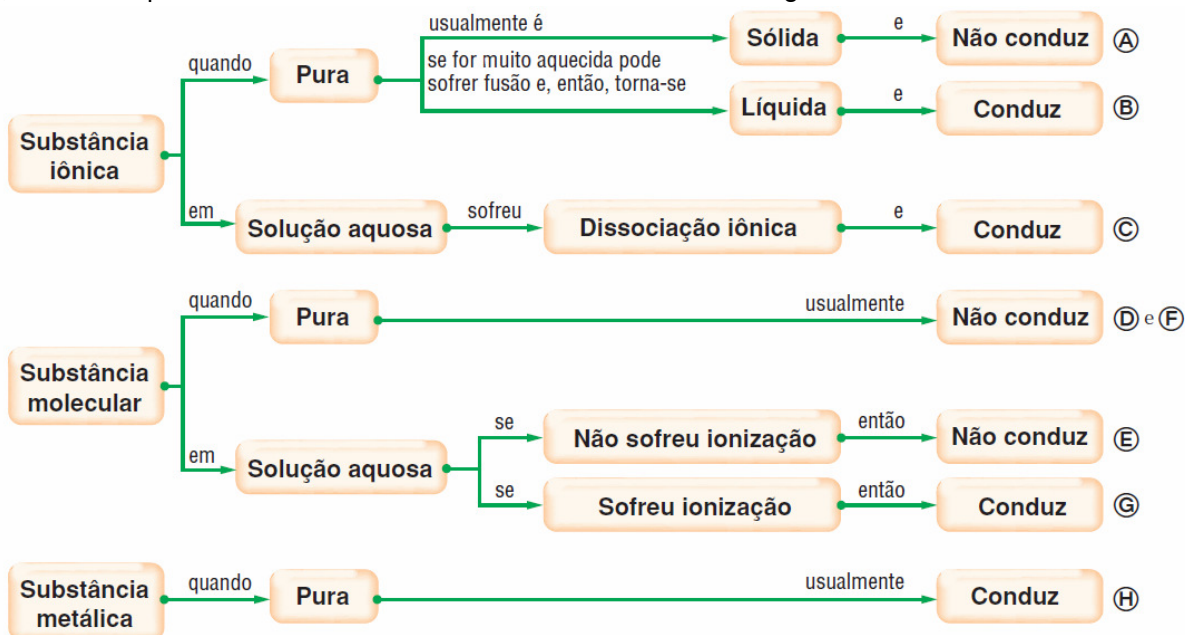 usualmente é
Sólida
e
Não conduz
A
quando
Pura
se for muito aquecida pode
sofrer fusão e, então, torna-se
Líquida
e
Conduz
B
Substância
iônica
em
Solução aquosa
sofreu
Dissociação iônica
e
Conduz
C
quando
Pura
usualmente
Não conduz
D e F
Substância
molecular
em
Solução aquosa
se
Não sofreu ionização
então
Não conduz
E
se
Sofreu ionização
então
Conduz
G
Substância
metálica
quando
Pura
usualmente
Conduz
H